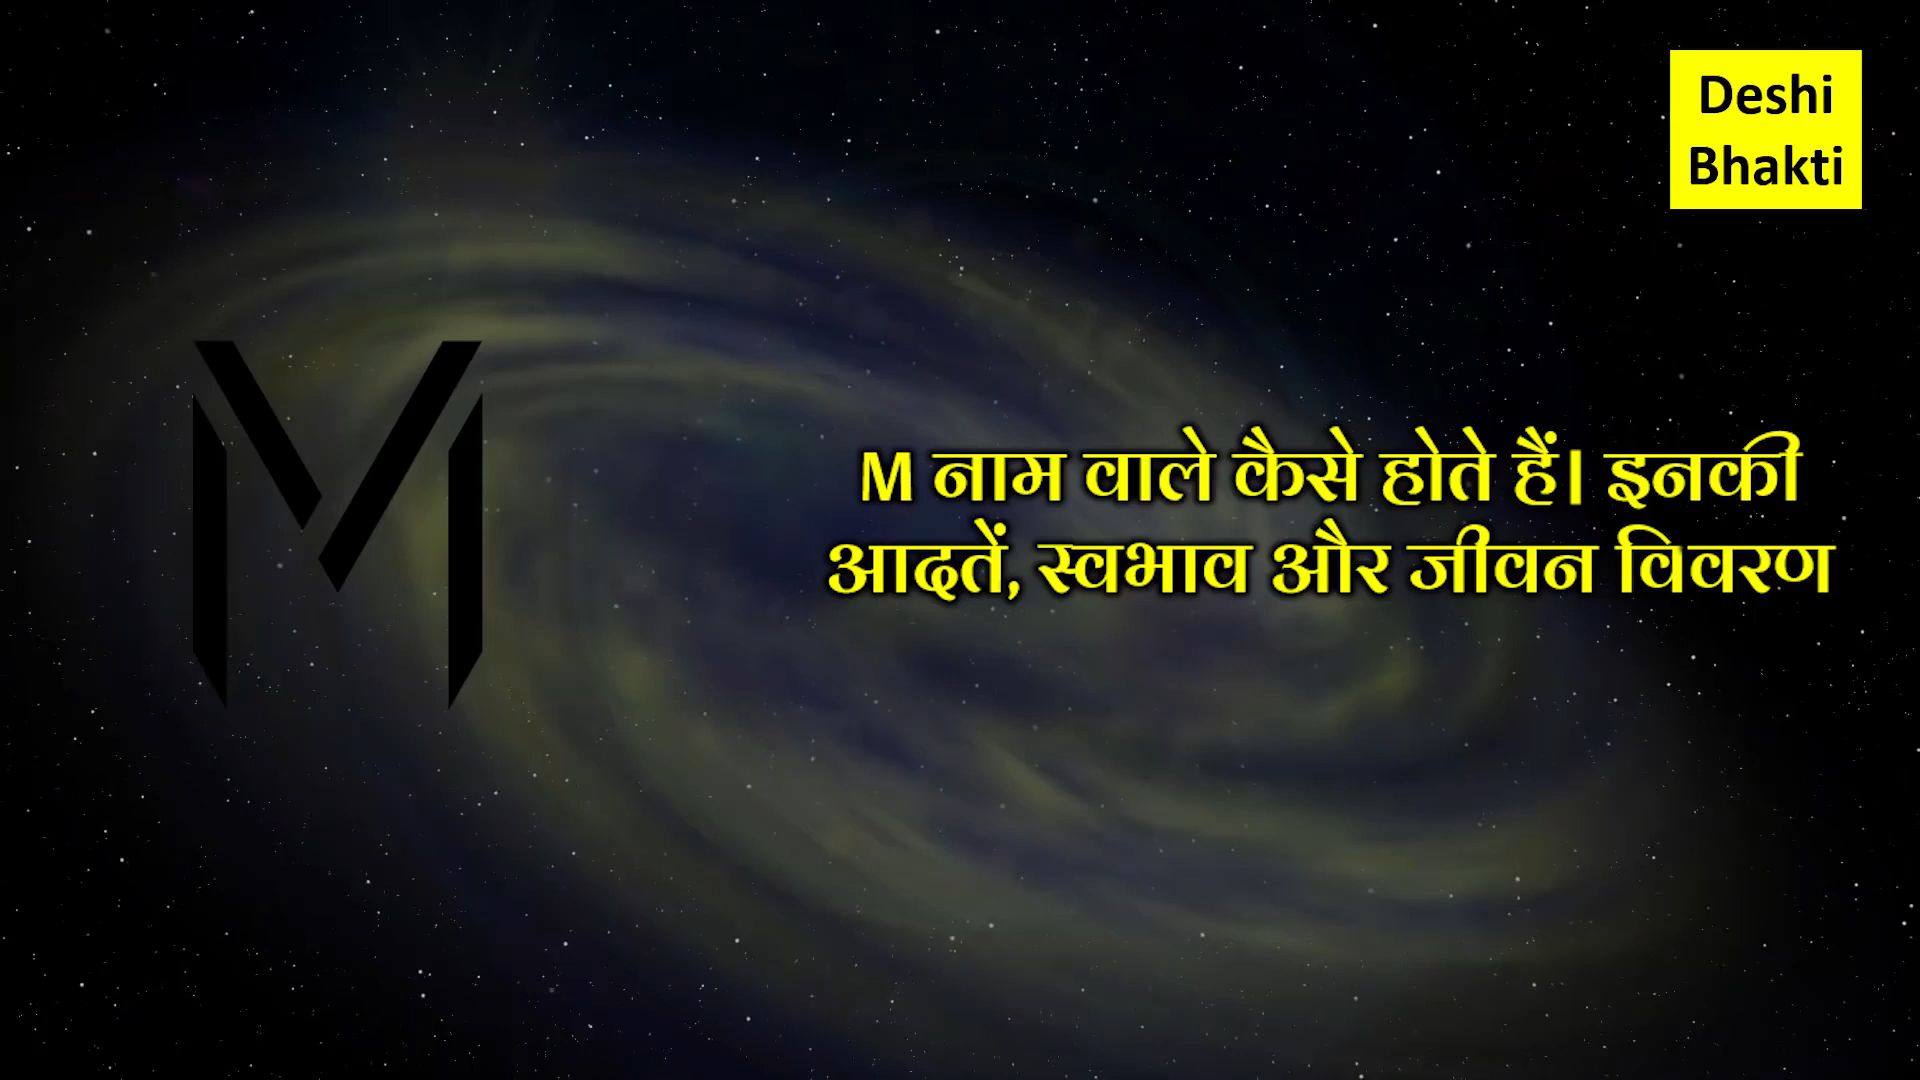 Deshi
Bhakti
M
M नाम वाले कैसे होते हैं। इनकी
आदतें, स्वभाव और जीवन विवरण